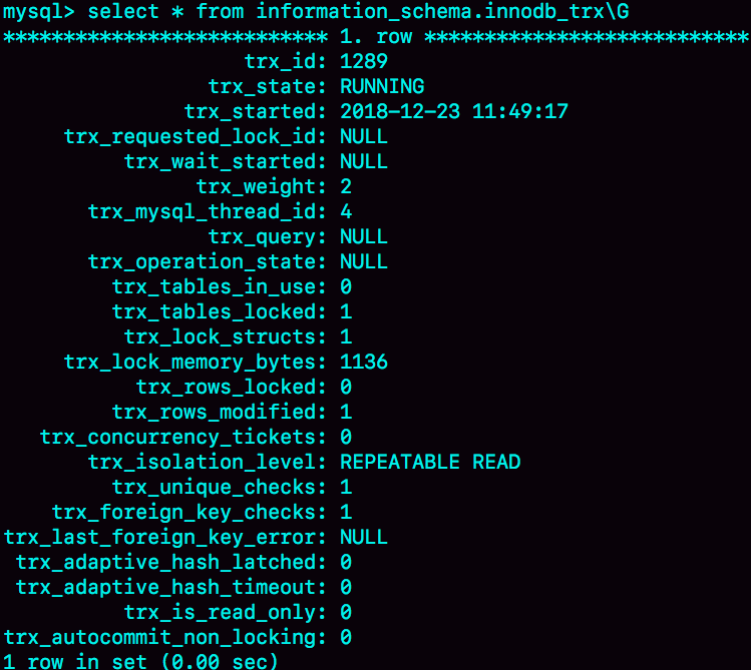 mysql> select * from information_schema.innodb_trx\G
*************************** 1. row ***************************
trx_id: 1289
trx_state: RUNNING
trx_started: 2018-12-23 11:49:17
trx_requested_lock_id: NULL
trx_wait_started: NULL
trx_weight: 2
trx_mysql_thread_id: 4
trx_query: NULL
trx_operation_state: NULL
trx_tables_in_use: 0
trx_tables_locked: 1
trx_lock_structs: 1
trx_lock_memory_bytes: 1136
trx_rows_locked: 0
trx_rows_modified: 1
trx_concurrency_tickets: 0
trx_isolation_level: REPEATABLE READ
trx_unique_checks: 1
trx_foreign_key_checks: 1
trx_last_foreign_key_error: NULL
trx_adaptive_hash_latched: 0
trx_adaptive_hash_timeout: 0
trx_is_read_only: 0
trx_autocommit_non_locking: 0
1 row in set (0.00 sec)